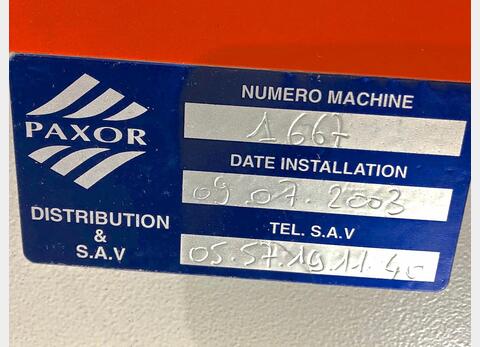 PAXOR
DISTRIBUTION
&
S.A.V
NUMERO MACHINE
1667
DATE INSTALLATION
09.07.2003
TEL. S.A.V
05.57.19.11.40